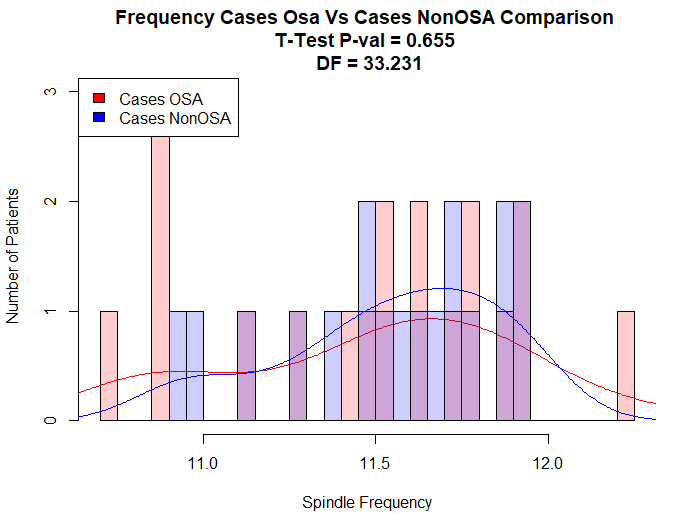 Frequency Cases Osa Vs Cases NonOSA Comparison
T-Test P-val = 0.655
DF = 33.231
Cases OSA
Cases NonOSA
Number of Patients
3
2
1
0
11.0 11.5 12.0
Spindle Frequency